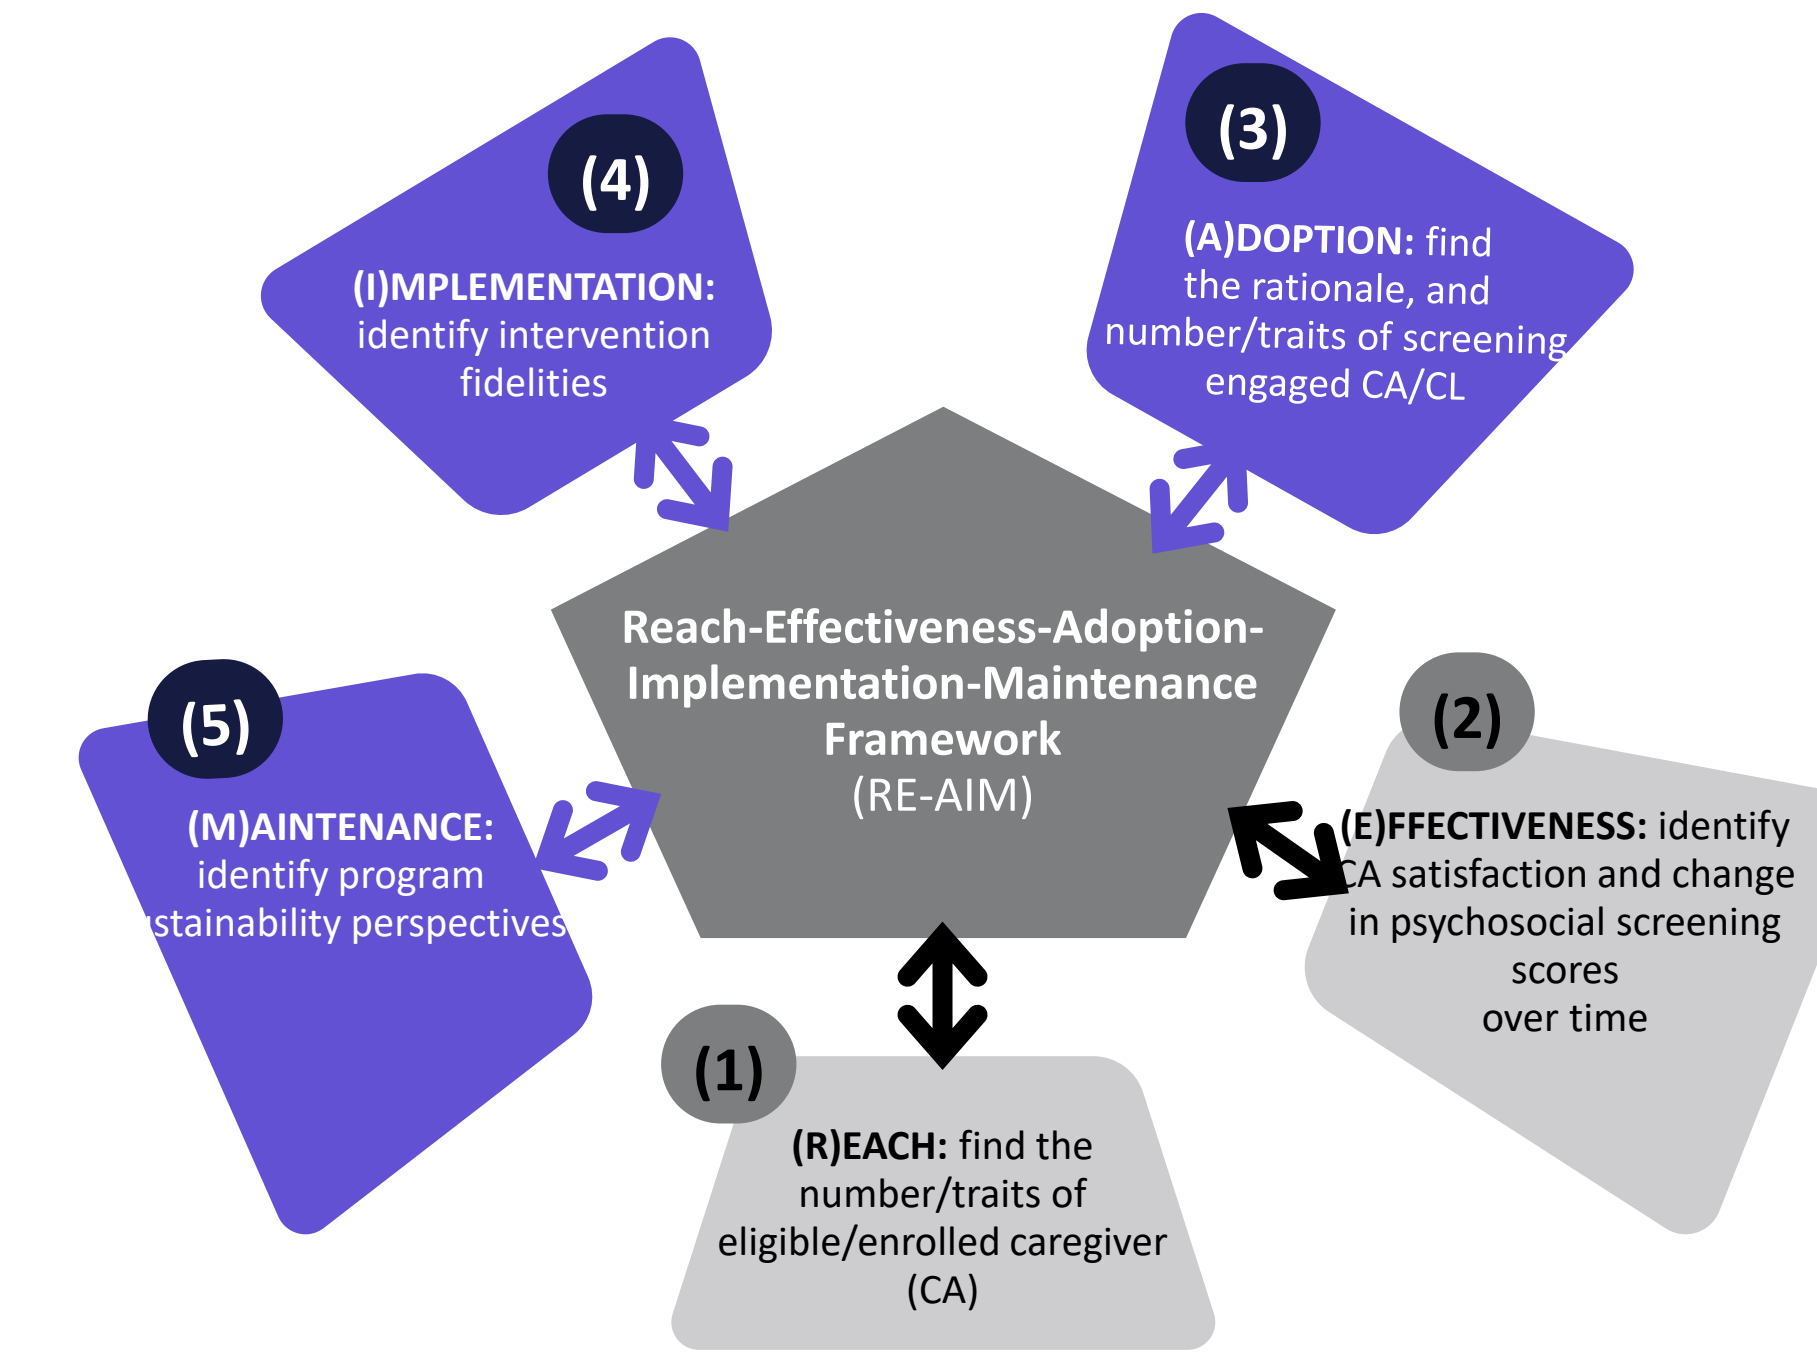 Reach-Effectiveness-Adoption-
Implementation-Maintenance
Framework
(RE-AIM)
(1)
(R)EACH: find the
number/traits of
eligible/enrolled caregiver
(CA)
(2)
(E)FFECTIVENESS: identify
CA satisfaction and change
in psychosocial screening
scores
over time
(3)
(A)DOPTION: find
the rationale, and
number/traits of screening
engaged CA/CL
(4)
(I)MPLEMENTATION:
identify intervention
fidelities
(5)
(M)AINTENANCE:
identify program
stainability perspectives